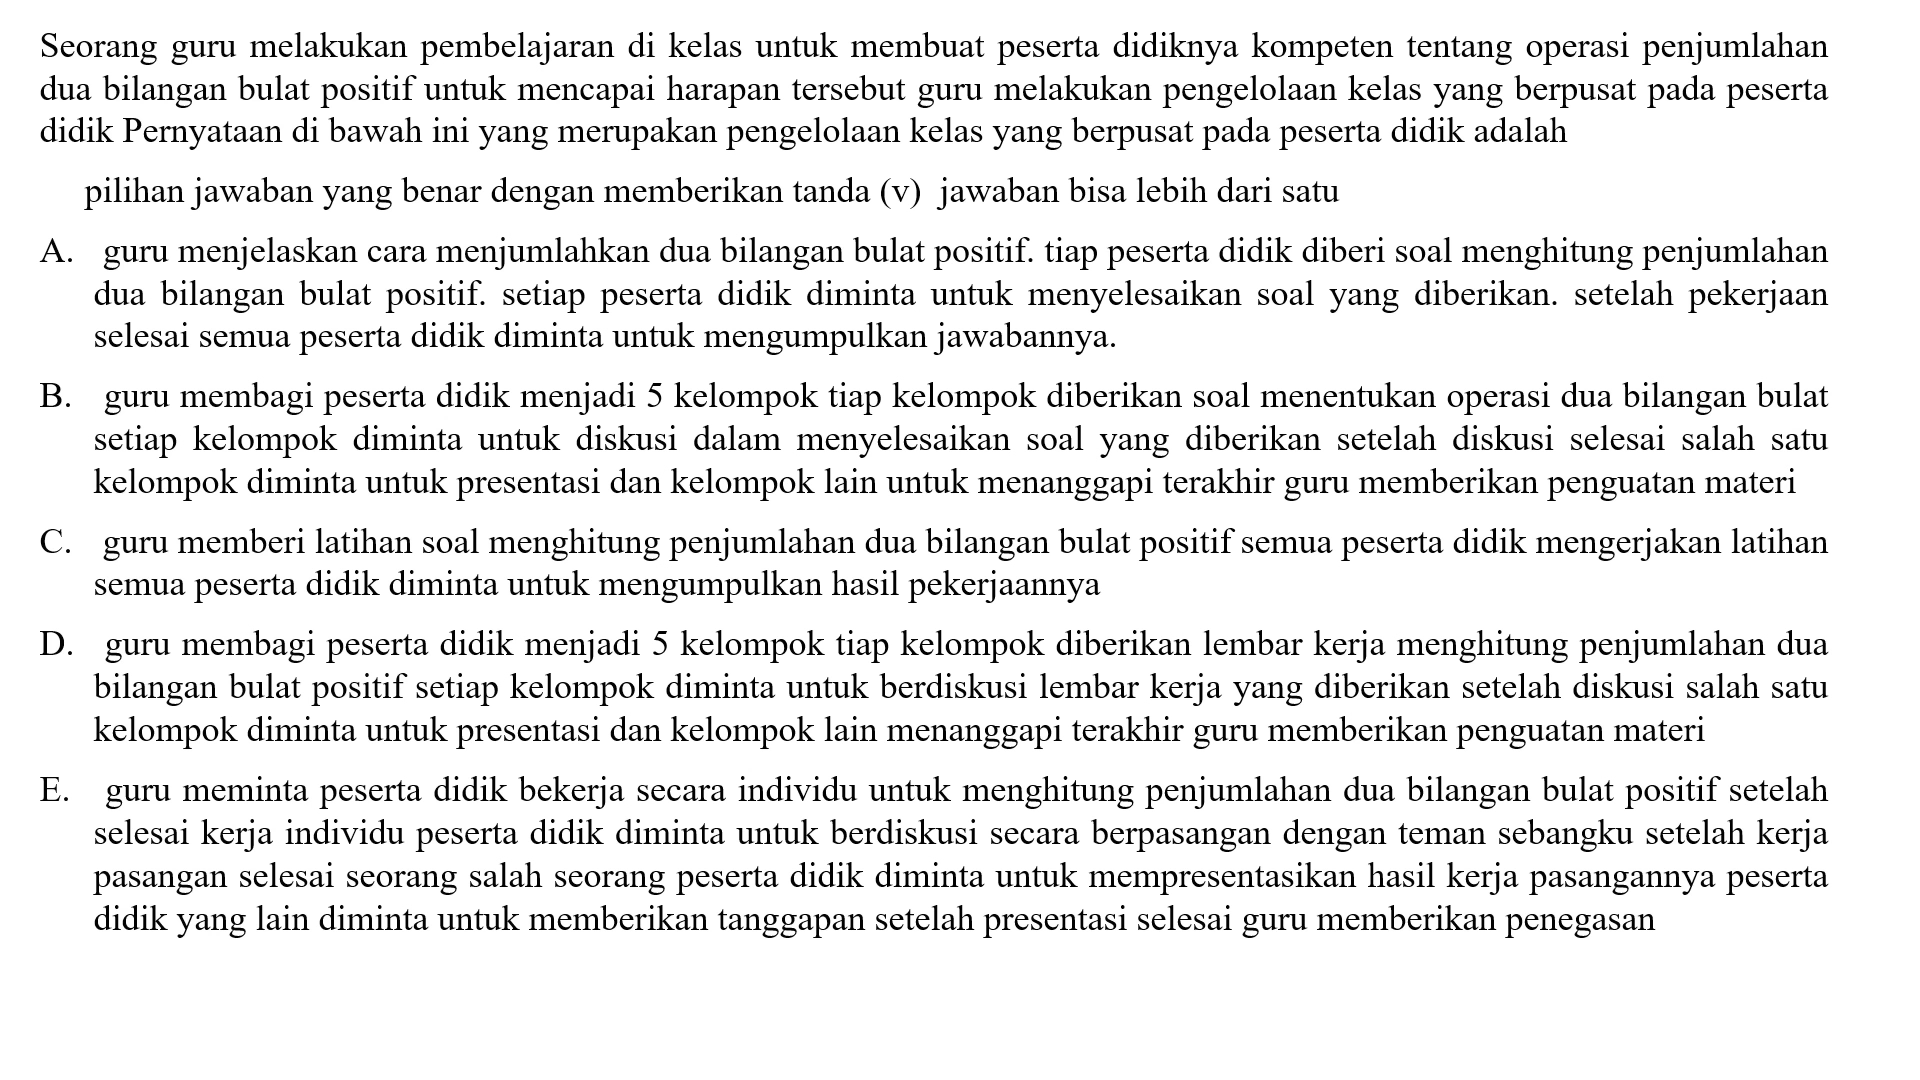 Seorang guru melakukan pembelajaran di kelas untuk membuat peserta didiknya kompeten tentang operasi penjumlahan
dua bilangan bulat positif untuk mencapai harapan tersebut guru melakukan pengelolaan kelas yang berpusat pada peserta
didik Pernyataan di bawah ini yang merupakan pengelolaan kelas yang berpusat pada peserta didik adalah
pilihan jawaban yang benar dengan memberikan tanda (v) jawaban bisa lebih dari satu
A. guru menjelaskan cara menjumlahkan dua bilangan bulat positif. tiap peserta didik diberi soal menghitung penjumlahan
dua bilangan bulat positif. setiap peserta didik diminta untuk menyelesaikan soal yang diberikan. setelah pekerjaan
selesai semua peserta didik diminta untuk mengumpulkan jawabannya.
B. guru membagi peserta didik menjadi 5 kelompok tiap kelompok diberikan soal menentukan operasi dua bilangan bulat
setiap kelompok diminta untuk diskusi dalam menyelesaikan soal yang diberikan setelah diskusi selesai salah satu
kelompok diminta untuk presentasi dan kelompok lain untuk menanggapi terakhir guru memberikan penguatan materi
C. guru memberi latihan soal menghitung penjumlahan dua bilangan bulat positif semua peserta didik mengerjakan latihan
semua peserta didik diminta untuk mengumpulkan hasil pekerjaannya
D. guru membagi peserta didik menjadi 5 kelompok tiap kelompok diberikan lembar kerja menghitung penjumlahan dua
bilangan bulat positif setiap kelompok diminta untuk berdiskusi lembar kerja yang diberikan setelah diskusi salah satu
kelompok diminta untuk presentasi dan kelompok lain menanggapi terakhir guru memberikan penguatan materi
E. guru meminta peserta didik bekerja secara individu untuk menghitung penjumlahan dua bilangan bulat positif setelah
selesai kerja individu peserta didik diminta untuk berdiskusi secara berpasangan dengan teman sebangku setelah kerja
pasangan selesai seorang salah seorang peserta didik diminta untuk mempresentasikan hasil kerja pasangannya peserta
didik yang lain diminta untuk memberikan tanggapan setelah presentasi selesai guru memberikan penegasan